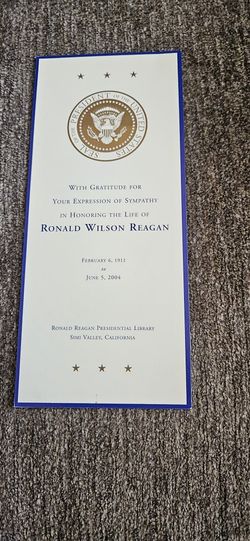 SEAL OF THE PRESIDENT OF THE UNITED STATES
WITH GRATITUDE FOR
YOUR EXPRESSION OF SYMPATHY
IN HONORING THE LIFE OF
RONALD WILSON REAGAN
FEBRUARY 6, 1911
to
JUNE 5, 2004
RONALD REAGAN PRESIDENTIAL LIBRARY
SIMI VALLEY, CALIFORNIA